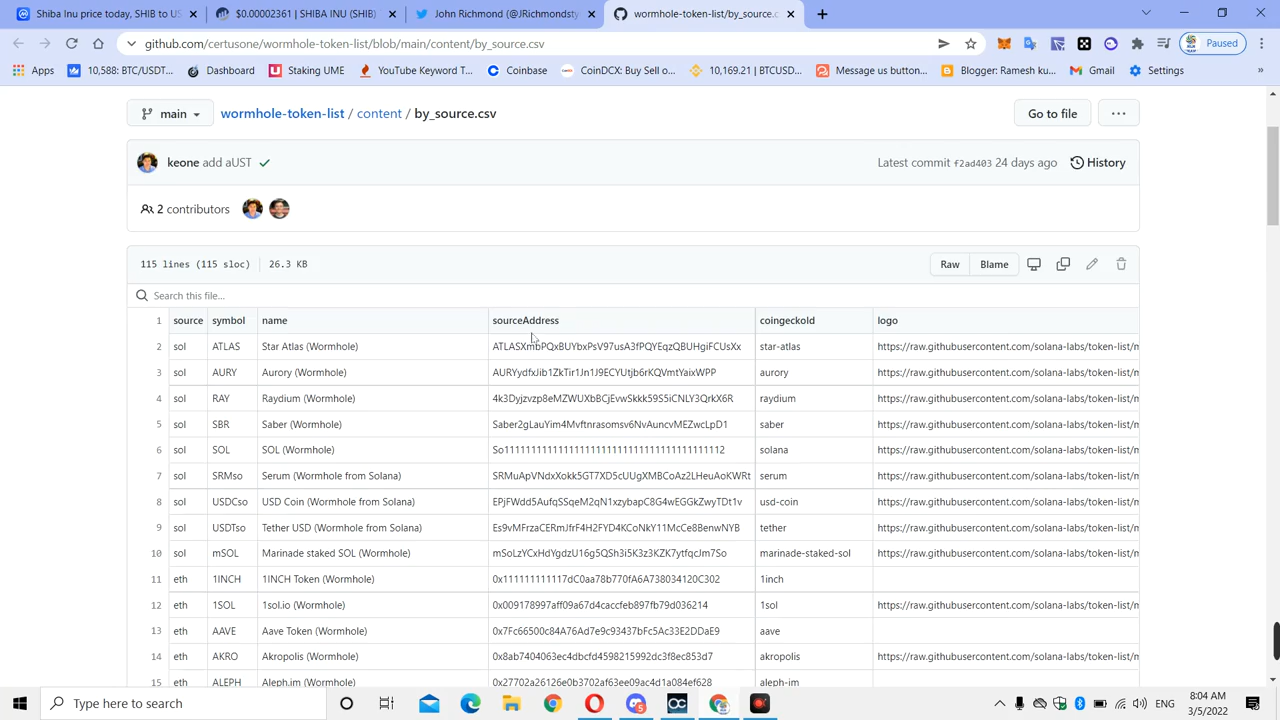 Shiba Inu (SHIB) on the Mobile D
$0.00002361 | SHIBA INU (SHIB)
John Richmond (@JRichmondsty
wormhole-token-list/by_source.c
github.com/certusone/wormhole-token-list/blob/main/content/by_source.csv
Paused
Apps
10,588: BTC/USDT...
Dashboard
Staking UME
YouTube Keyword T...
Coinbase
CoinDCX: Buy Sell o...
10,169.21 | BTCUSD...
Message us button...
Blogger: Ramesh ku...
Gmail
Settings
main
wormhole-token-list / content / by_source.csv
Go to file
keone add aUST
Latest commit f2ad403 24 days ago
History
2 contributors
115 lines (115 sloc) 26.3 KB
Raw
Blame
Search this file...
1 source symbol name sourceAddress coingeckoId logo
2 sol ATLAS Star Atlas (Wormhole) ATLASXmbPQxBUYbxPsV97usA3fPQYEqzQBUHgiFCUsXx star-atlas https://raw.githubusercontent.com/solana-labs/token-list/m
3 sol AURY Aurory (Wormhole) AURYydfxJib1ZkTir1Jn1J9ECYUtjb6rKQVmtYaixWPP aurory https://raw.githubusercontent.com/solana-labs/token-list/m
4 sol RAY Raydium (Wormhole) 4k3Dyjzvzp8eMZWUXbBCjEvwSkkk59S5iCNLY3QrkX6R raydium https://raw.githubusercontent.com/solana-labs/token-list/m
5 sol SBR Saber (Wormhole) Saber2gLauYim4Mvftnrasomsv6NvAuncvMEZwcLpD1 saber https://raw.githubusercontent.com/solana-labs/token-list/m
6 sol SOL SOL (Wormhole) So11111111111111111111111111111111111111112 solana https://raw.githubusercontent.com/solana-labs/token-list/m
7 sol SRMso Serum (Wormhole from Solana) SRMuApVNdxXokk5GT7XD5cUUgXMBCoAz2LHeuAoKWRt serum https://raw.githubusercontent.com/solana-labs/token-list/m
8 sol USDCso USD Coin (Wormhole from Solana) EPjFWdd5AufqSSqeM2qN1xzybapC8G4wEGGkZwyTDt1v usd-coin https://raw.githubusercontent.com/solana-labs/token-list/m
9 sol USDTso Tether USD (Wormhole from Solana) Es9vMFrzaCERmJfrF4H2FYD4KCoNkY11McCe8BenwNYB tether https://raw.githubusercontent.com/solana-labs/token-list/m
10 sol mSOL Marinade staked SOL (Wormhole) mSoLzYCxHdYgdzU16g5QSh3i5K3z3KZK7ytfqcJm7So marinade-staked-sol https://raw.githubusercontent.com/solana-labs/token-list/m
11 eth 1INCH 1INCH Token (Wormhole) 0x111111111117dC0aa78b770fA6A738034120C302 1inch
12 eth 1SOL 1sol.io (Wormhole) 0x009178997aff09a67d4caccfeb897fb79d036214 1sol https://raw.githubusercontent.com/solana-labs/token-list/m
13 eth AAVE Aave Token (Wormhole) 0x7Fc66500c84A76Ad7e9c93437bFc5Ac33E2DDaE9 aave
14 eth AKRO Akropolis (Wormhole) 0x8ab7404063ec4dbcfd4598215992dc3f8ec853d7 akropolis https://raw.githubusercontent.com/solana-labs/token-list/m
15 eth ALEPH Aleph.im (Wormhole) 0x27702a26126e0b3702af63ee09ac4d1a084ef628 aleph-im https://raw.githubusercontent.com/solana-labs/token-list/m
Type here to search
ENG
8:04 AM
3/5/2022